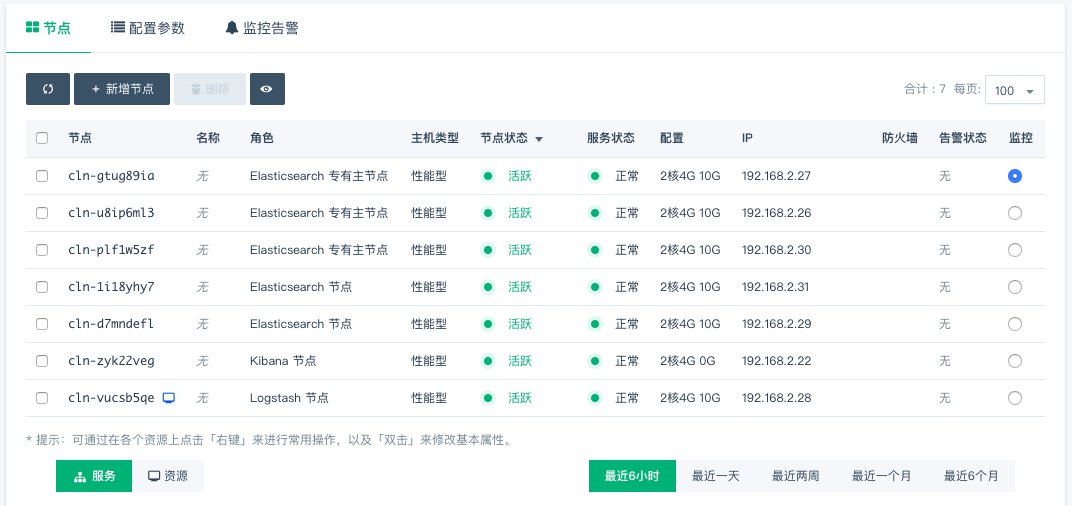 节点 配置参数 监控告警
+ 新增节点 删除 合计：7 每页: 100
节点 名称 角色 主机类型 节点状态 服务状态 配置 IP 防火墙 告警状态 监控
cln-gtug89ia 无 Elasticsearch 专有主节点 性能型 活跃 正常 2核4G 10G 192.168.2.27 无
cln-u8ip6ml3 无 Elasticsearch 专有主节点 性能型 活跃 正常 2核4G 10G 192.168.2.26 无
cln-plf1w5zf 无 Elasticsearch 专有主节点 性能型 活跃 正常 2核4G 10G 192.168.2.30 无
cln-1i18yhy7 无 Elasticsearch 节点 性能型 活跃 正常 2核4G 10G 192.168.2.31 无
cln-d7mndefl 无 Elasticsearch 节点 性能型 活跃 正常 2核4G 10G 192.168.2.29 无
cln-zyk22veg 无 Kibana 节点 性能型 活跃 正常 2核4G 0G 192.168.2.22 无
cln-vucsb5qe 无 Logstash 节点 性能型 活跃 正常 2核4G 10G 192.168.2.28 无
* 提示：可通过在各个资源上点击「右键」来进行常用操作，以及「双击」来修改基本属性。
服务 资源 最近6小时 最近一天 最近两周 最近一个月 最近6个月